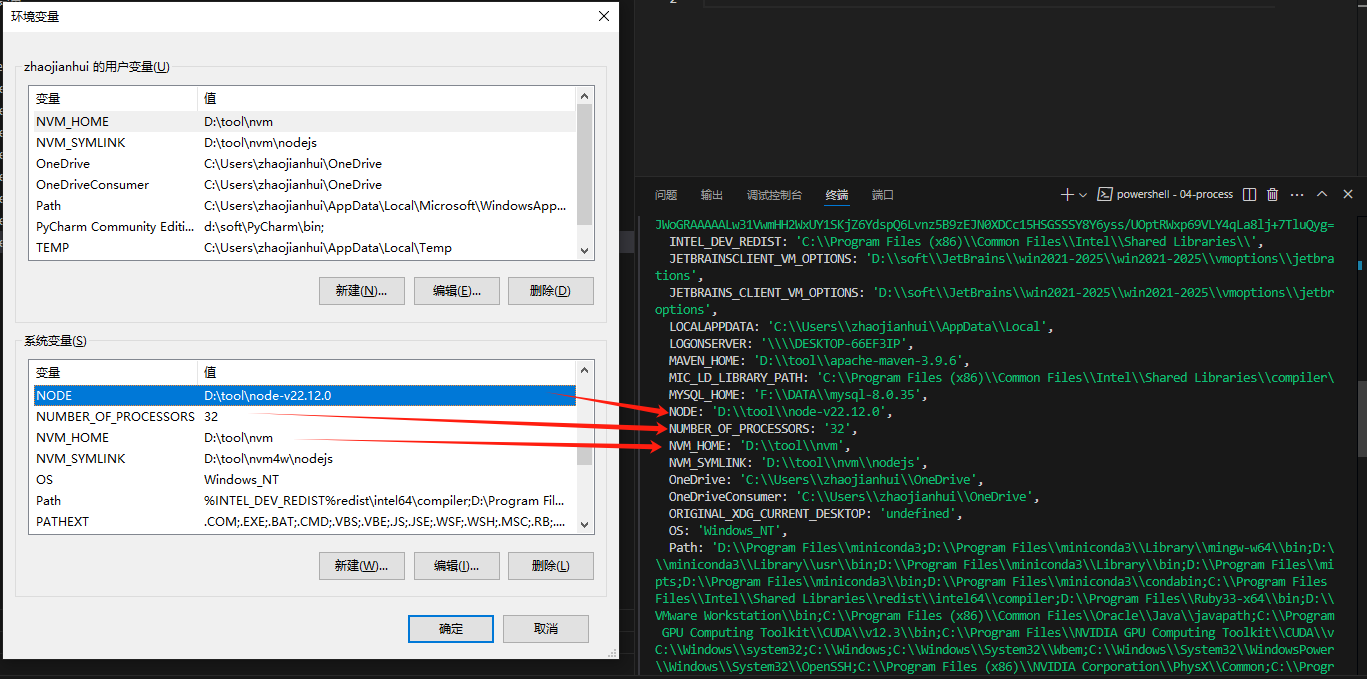 环境变量
zhaojianhui 的用户变量(U)
变量 值
NVM_HOME D:\tool\nvm
NVM_SYMLINK D:\tool\nvm\nodejs
OneDrive C:\Users\zhaojianhui\OneDrive
OneDriveConsumer C:\Users\zhaojianhui\OneDrive
Path C:\Users\zhaojianhui\AppData\Local\Microsoft\WindowsApp...
PyCharm Community Editi... d:\soft\PyCharm\bin;
TEMP C:\Users\zhaojianhui\AppData\Local\Temp
新建(N)... 编辑(E)... 删除(D)
系统变量(S)
变量 值
NODE D:\tool\node-v22.12.0
NUMBER_OF_PROCESSORS 32
NVM_HOME D:\tool\nvm
NVM_SYMLINK D:\tool\nvm4w\nodejs
OS Windows_NT
Path %INTEL_DEV_REDIST%redist\intel64\compiler;D:\Program Fil...
PATHEXT .COM;.EXE;.BAT;.CMD;.VBS;.VBE;.JS;.JSE;.WSF;.WSH;.MSC;.RB;....
新建(W)... 编辑(I)... 删除(L)
确定 取消
2
问题 输出 调试控制台 终端 端口 powershell - 04-process
INTEL_DEV_REDIST: 'C:\\Program Files (x86)\\Common Files\\Intel\\Shared Libraries\\',
JETBRAINSCLIENT_VM_OPTIONS: 'D:\\soft\\JetBrains\\win2021-2025\\win2021-2025\\vmoptions\\jetbra
tions',
JETBRAINS_CLIENT_VM_OPTIONS: 'D:\\soft\\JetBrains\\win2021-2025\\win2021-2025\\vmoptions\\jetbr
options',
LOCALAPPDATA: 'C:\\Users\\zhaojianhui\\AppData\\Local',
LOGONSERVER: '\\\\DESKTOP-66EF3IP',
MAVEN_HOME: 'D:\\tool\\apache-maven-3.9.6',
MIC_LD_LIBRARY_PATH: 'C:\\Program Files (x86)\\Common Files\\Intel\\Shared Libraries\\compiler\
MYSQL_HOME: 'F:\\DATA\\mysql-8.0.35',
NODE: 'D:\\tool\\node-v22.12.0',
NUMBER_OF_PROCESSORS: '32',
NVM_HOME: 'D:\\tool\\nvm',
NVM_SYMLINK: 'D:\\tool\\nvm\\nodejs',
OneDrive: 'C:\\Users\\zhaojianhui\\OneDrive',
OneDriveConsumer: 'C:\\Users\\zhaojianhui\\OneDrive',
ORIGINAL_XDG_CURRENT_DESKTOP: 'undefined',
OS: 'Windows_NT',
Path: 'D:\\Program Files\\miniconda3;D:\\Program Files\\miniconda3\\Library\\mingw-w64\\bin;D:\
\\miniconda3\\Library\\usr\\bin;D:\\Program Files\\miniconda3\\Library\\bin;D:\\Program Files\\mi
pts;D:\\Program Files\\miniconda3\\bin;D:\\Program Files\\miniconda3\\condabin;C:\\Program Files
Files\\Intel\\Shared Libraries\\redist\\intel64\\compiler;D:\\Program Files\\Ruby33-x64\\bin;D:\\
VMware Workstation\\bin;C:\\Program Files (x86)\\Common Files\\Oracle\\Java\\javapath;C:\\Program
GPU Computing Toolkit\\CUDA\\v12.3\\bin;C:\\Program Files\\NVIDIA GPU Computing Toolkit\\CUDA\\v
C:\\Windows\\system32;C:\\Windows;C:\\Windows\\System32\\Wbem;C:\\Windows\\System32\\WindowsPower
\\Windows\\System32\\OpenSSH;C:\\Program Files (x86)\\NVIDIA Corporation\\PhysX\\Common;C:\\Progr